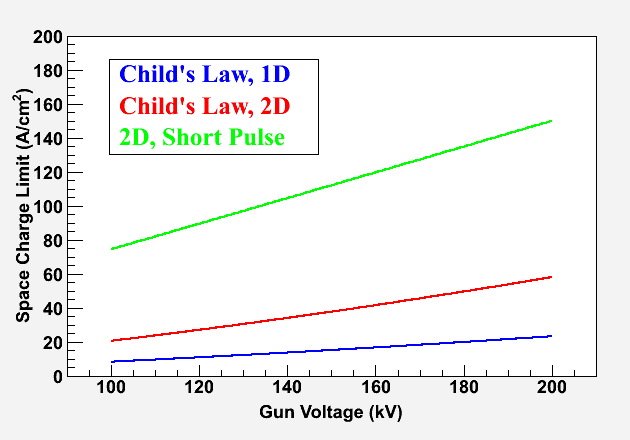 200
180
160
140
120
100
80
60
40
20
0
Space Charge Limit (A/cm²)
Child's Law, 1D
Child's Law, 2D
2D, Short Pulse
100 120 140 160 180 200
Gun Voltage (kV)